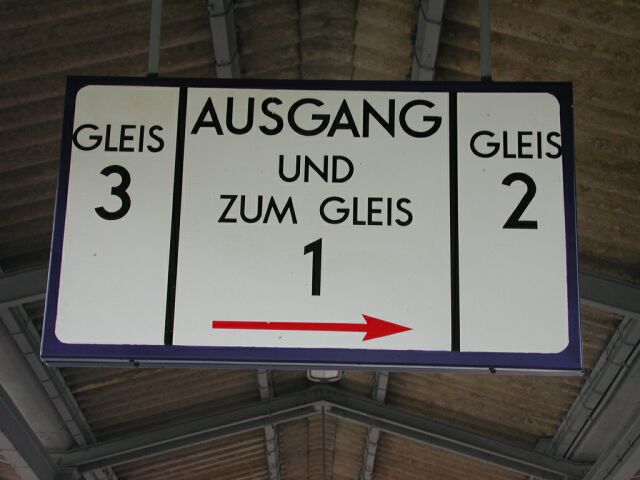 GLEIS
3
AUSGANG
UND
ZUM GLEIS
1
GLEIS
2